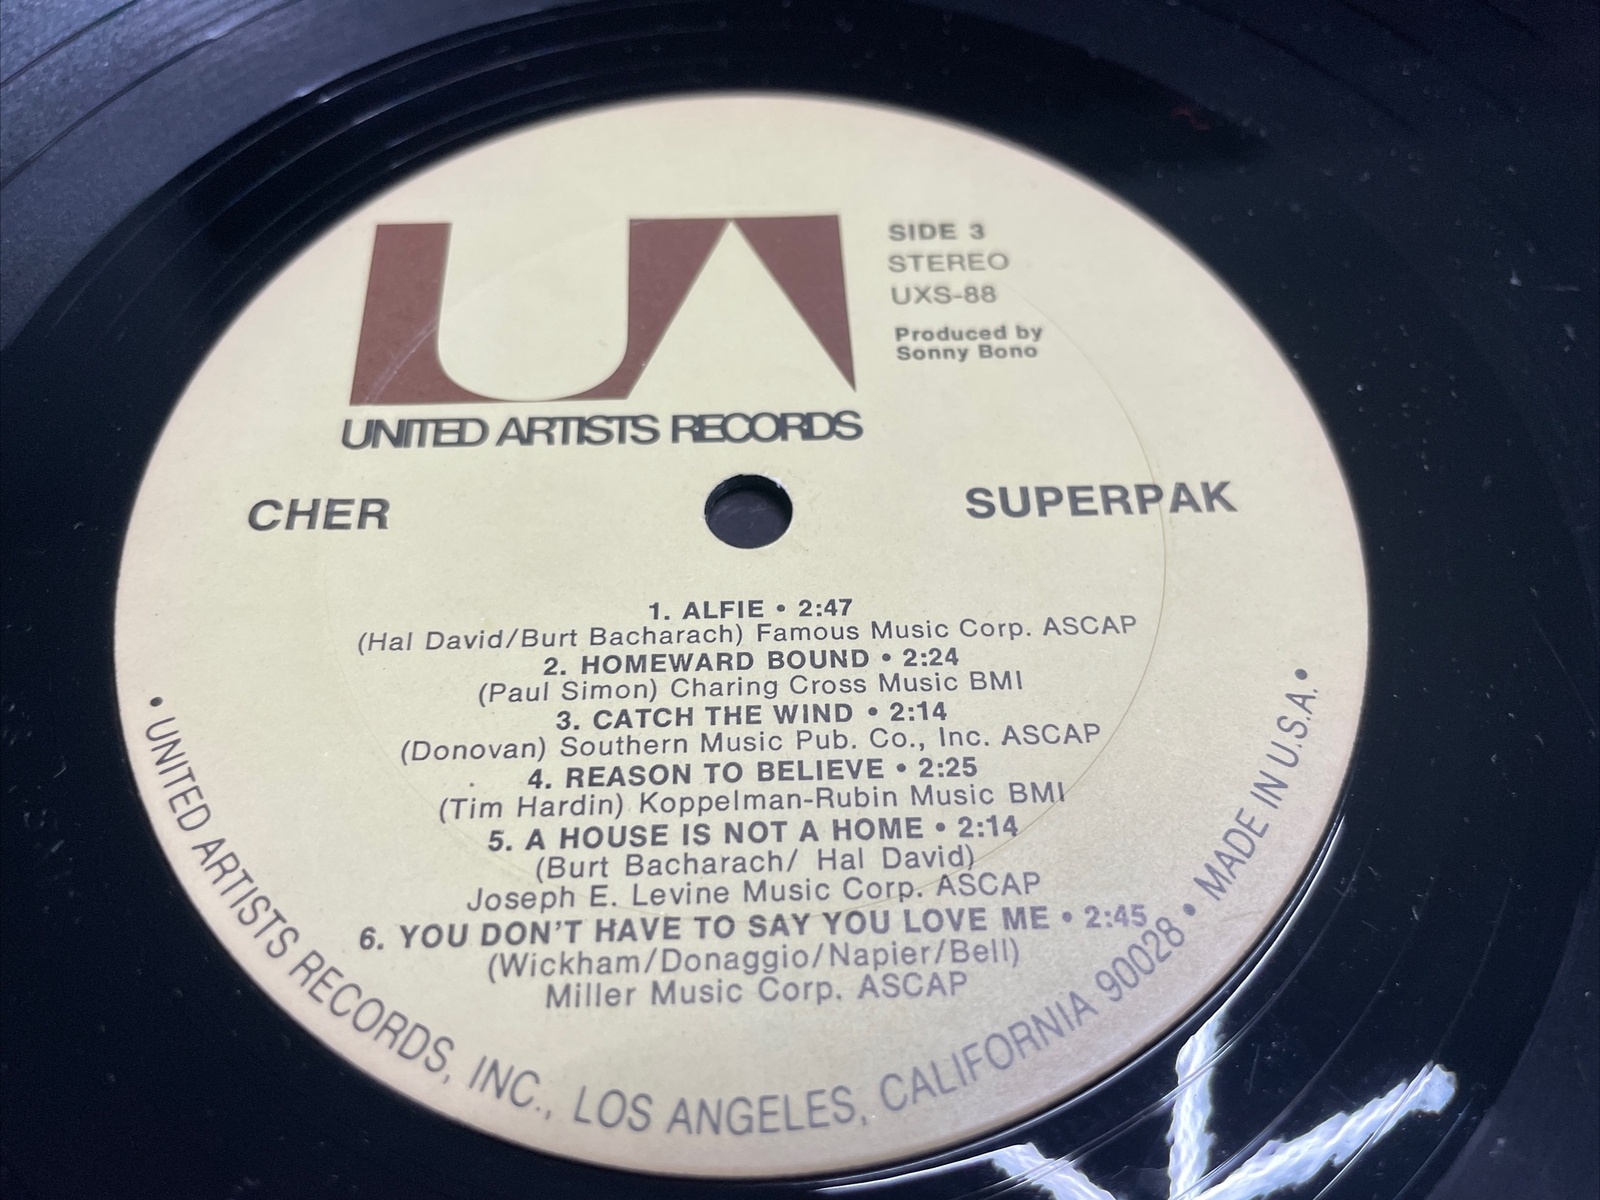 UA
SIDE 3
STEREO
UXS-88
Produced by
Sonny Bono
UNITED ARTISTS RECORDS
CHER
SUPERPAK
1. ALFIE • 2:47
(Hal David/Burt Bacharach) Famous Music Corp. ASCAP
2. HOMEWARD BOUND • 2:24
(Paul Simon) Charing Cross Music BMI
3. CATCH THE WIND • 2:14
(Donovan) Southern Music Pub. Co., Inc. ASCAP
4. REASON TO BELIEVE • 2:25
(Tim Hardin) Koppelman-Rubin Music BMI
5. A HOUSE IS NOT A HOME • 2:14
(Burt Bacharach/ Hal David)
Joseph E. Levine Music Corp. ASCAP
6. YOU DON'T HAVE TO SAY YOU LOVE ME • 2:45
(Wickham/Donaggio/Napier/Bell)
Miller Music Corp. ASCAP
• UNITED ARTISTS RECORDS, INC., LOS ANGELES, CALIFORNIA 90028 • MADE IN U.S.A. •